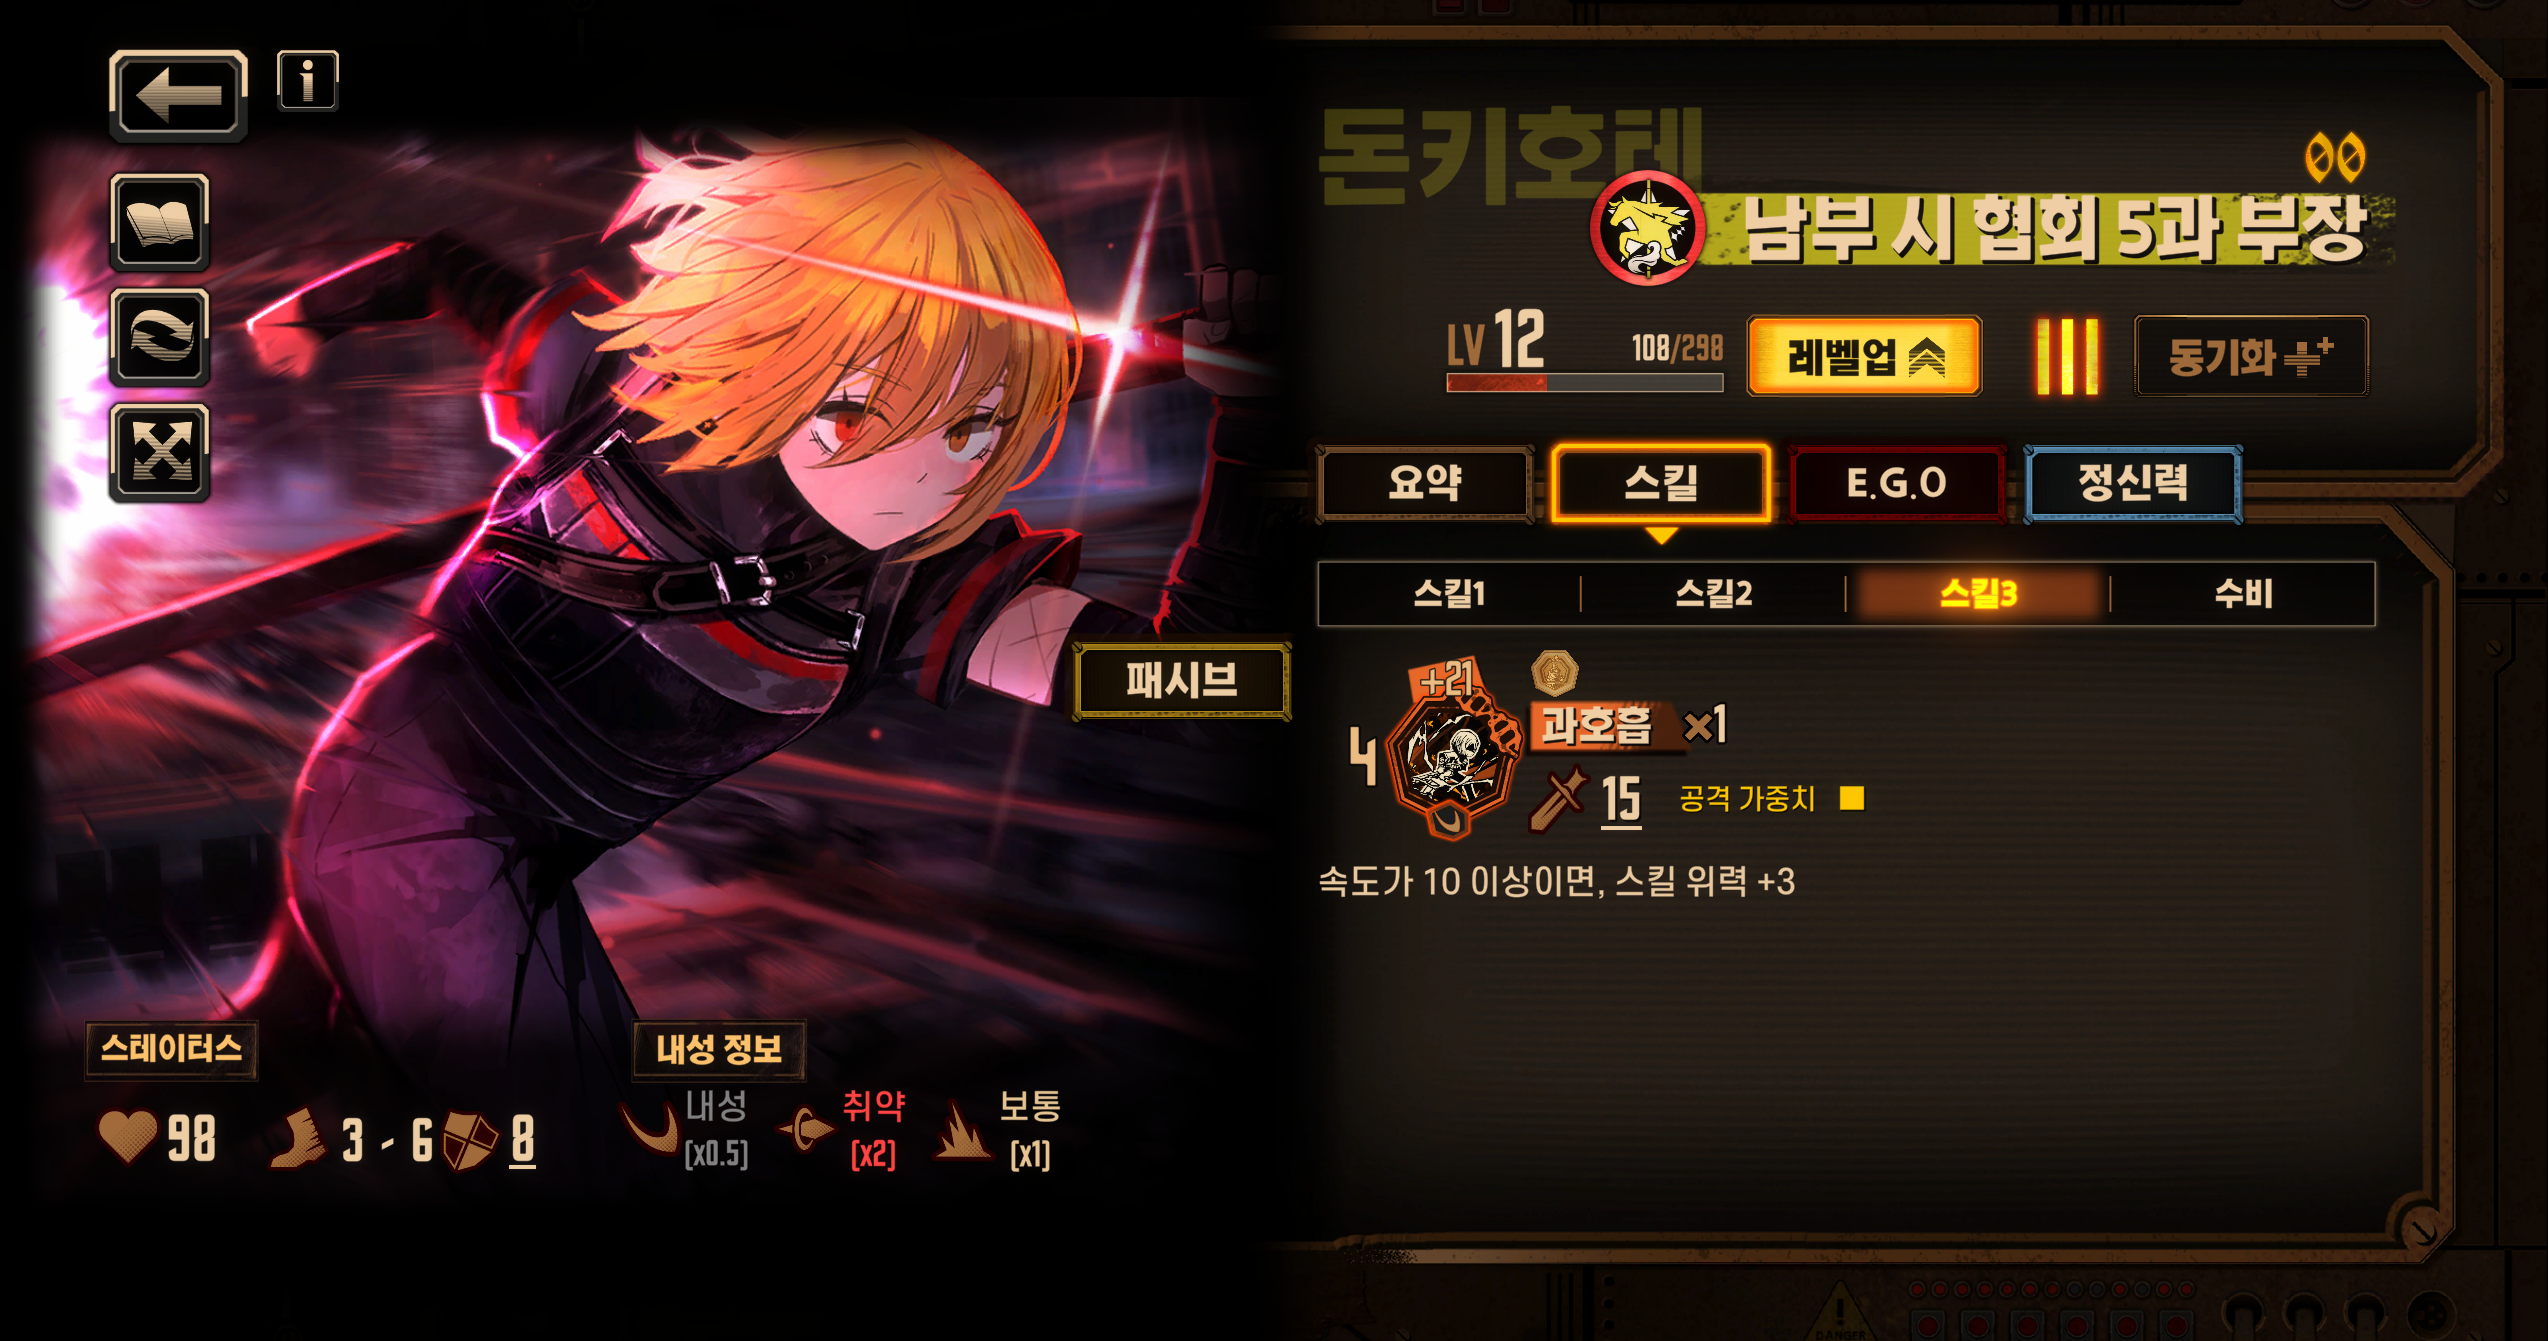 돈키호테
남부 시 협회 5과 부장
LV 12
108/298
레벨업
동기화
요약
스킬
E.G.O
정신력
스킬1
스킬2
스킬3
수비
패시브
+21
4
과호흡 ×1
15
공격 가중치
속도가 10 이상이면, 스킬 위력 +3
스테이터스
98
3 - 6
8
내성 정보
내성
[x0.5]
취약
[x2]
보통
[x1]
DANGER